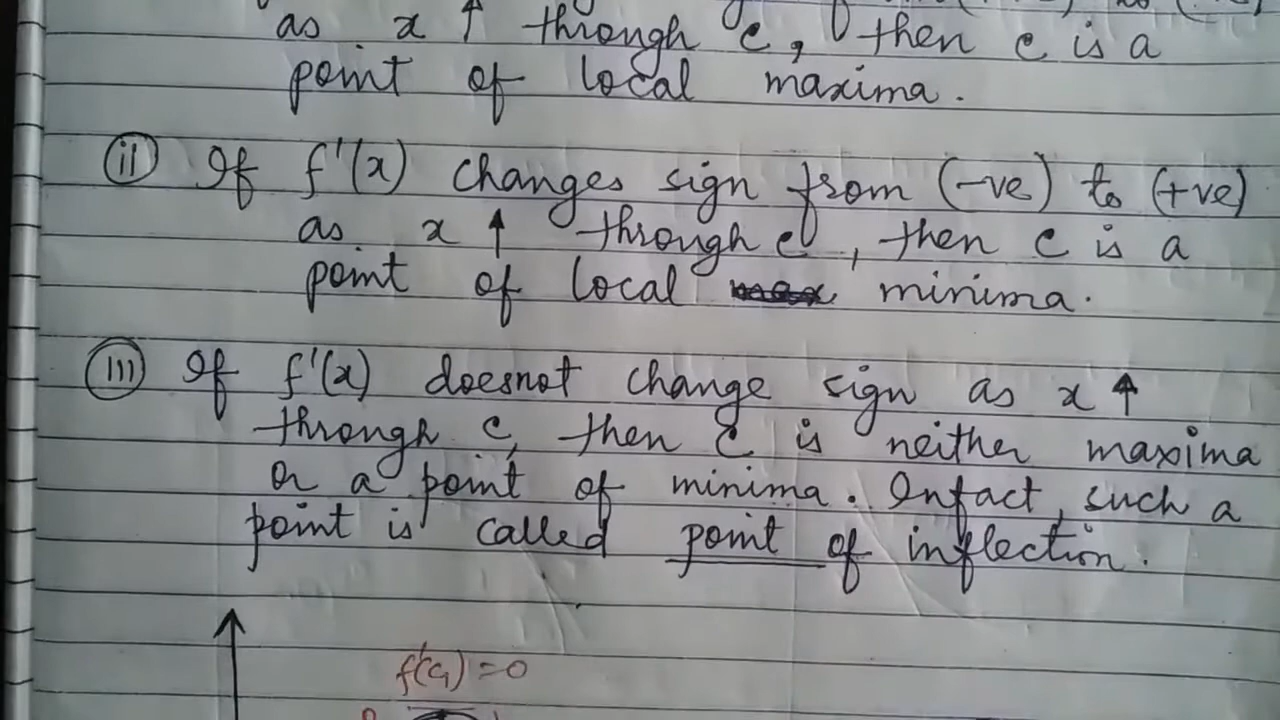 as x ↑ through c, then c is a
point of local maxima.
(ii) If f'(x) changes sign from (-ve) to (+ve)
as x ↑ through c, then c is a
point of local minima.
(iii) If f'(x) doesnot change sign as x ↑
through c, then c is neither maxima
or a point of minima. Infact, such a
point is called point of inflection.
f'(c₁) = 0